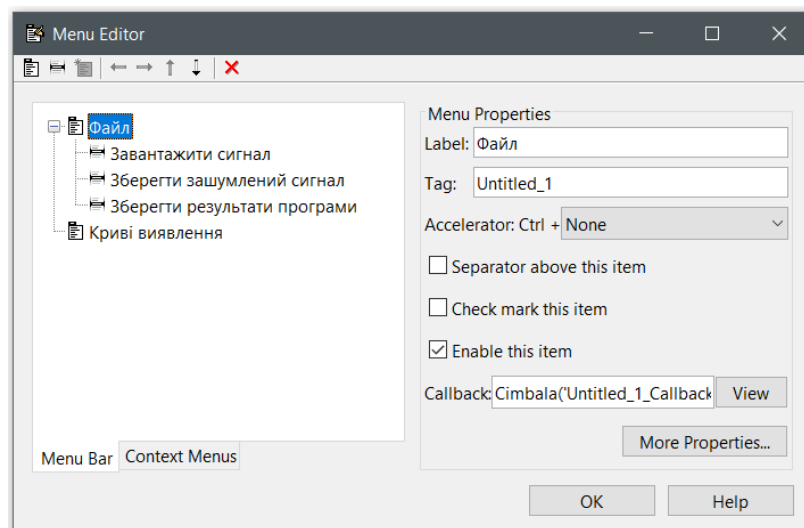 Menu Editor
Файл
Завантажити сигнал
Зберегти зашумлений сигнал
Зберегти результати програми
Криві виявлення
Menu Bar
Context Menus
Menu Properties
Label: Файл
Tag: Untitled_1
Accelerator: Ctrl + None
Separator above this item
Check mark this item
Enable this item
Callback: Cimbala('Untitled_1_Callback View
More Properties...
OK Help